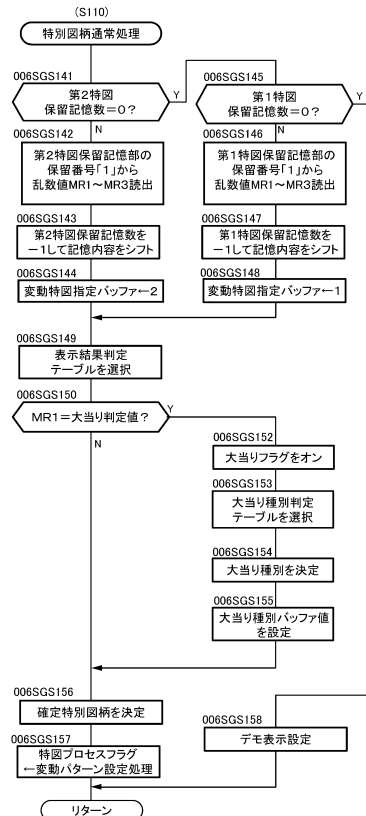 (S110)
特別図柄通常処理
006SGS141
第2特図
保留記憶数=0?
Y
N
006SGS145
第1特図
保留記憶数=0?
Y
N
006SGS142
第2特図保留記憶部の
保留番号「1」から
乱数値MR1～MR3読出
006SGS146
第1特図保留記憶部の
保留番号「1」から
乱数値MR1～MR3読出
006SGS143
第2特図保留記憶数を
－1して記憶内容をシフト
006SGS147
第1特図保留記憶数を
－1して記憶内容をシフト
006SGS144
変動特図指定バッファ←2
006SGS148
変動特図指定バッファ←1
006SGS149
表示結果判定
テーブルを選択
006SGS150
MR1=大当り判定値?
Y
N
006SGS152
大当りフラグをオン
006SGS153
大当り種別判定
テーブルを選択
006SGS154
大当り種別を決定
006SGS155
大当り種別バッファ値
を設定
006SGS156
確定特別図柄を決定
006SGS158
デモ表示設定
006SGS157
特図プロセスフラグ
←変動パターン設定処理
リターン